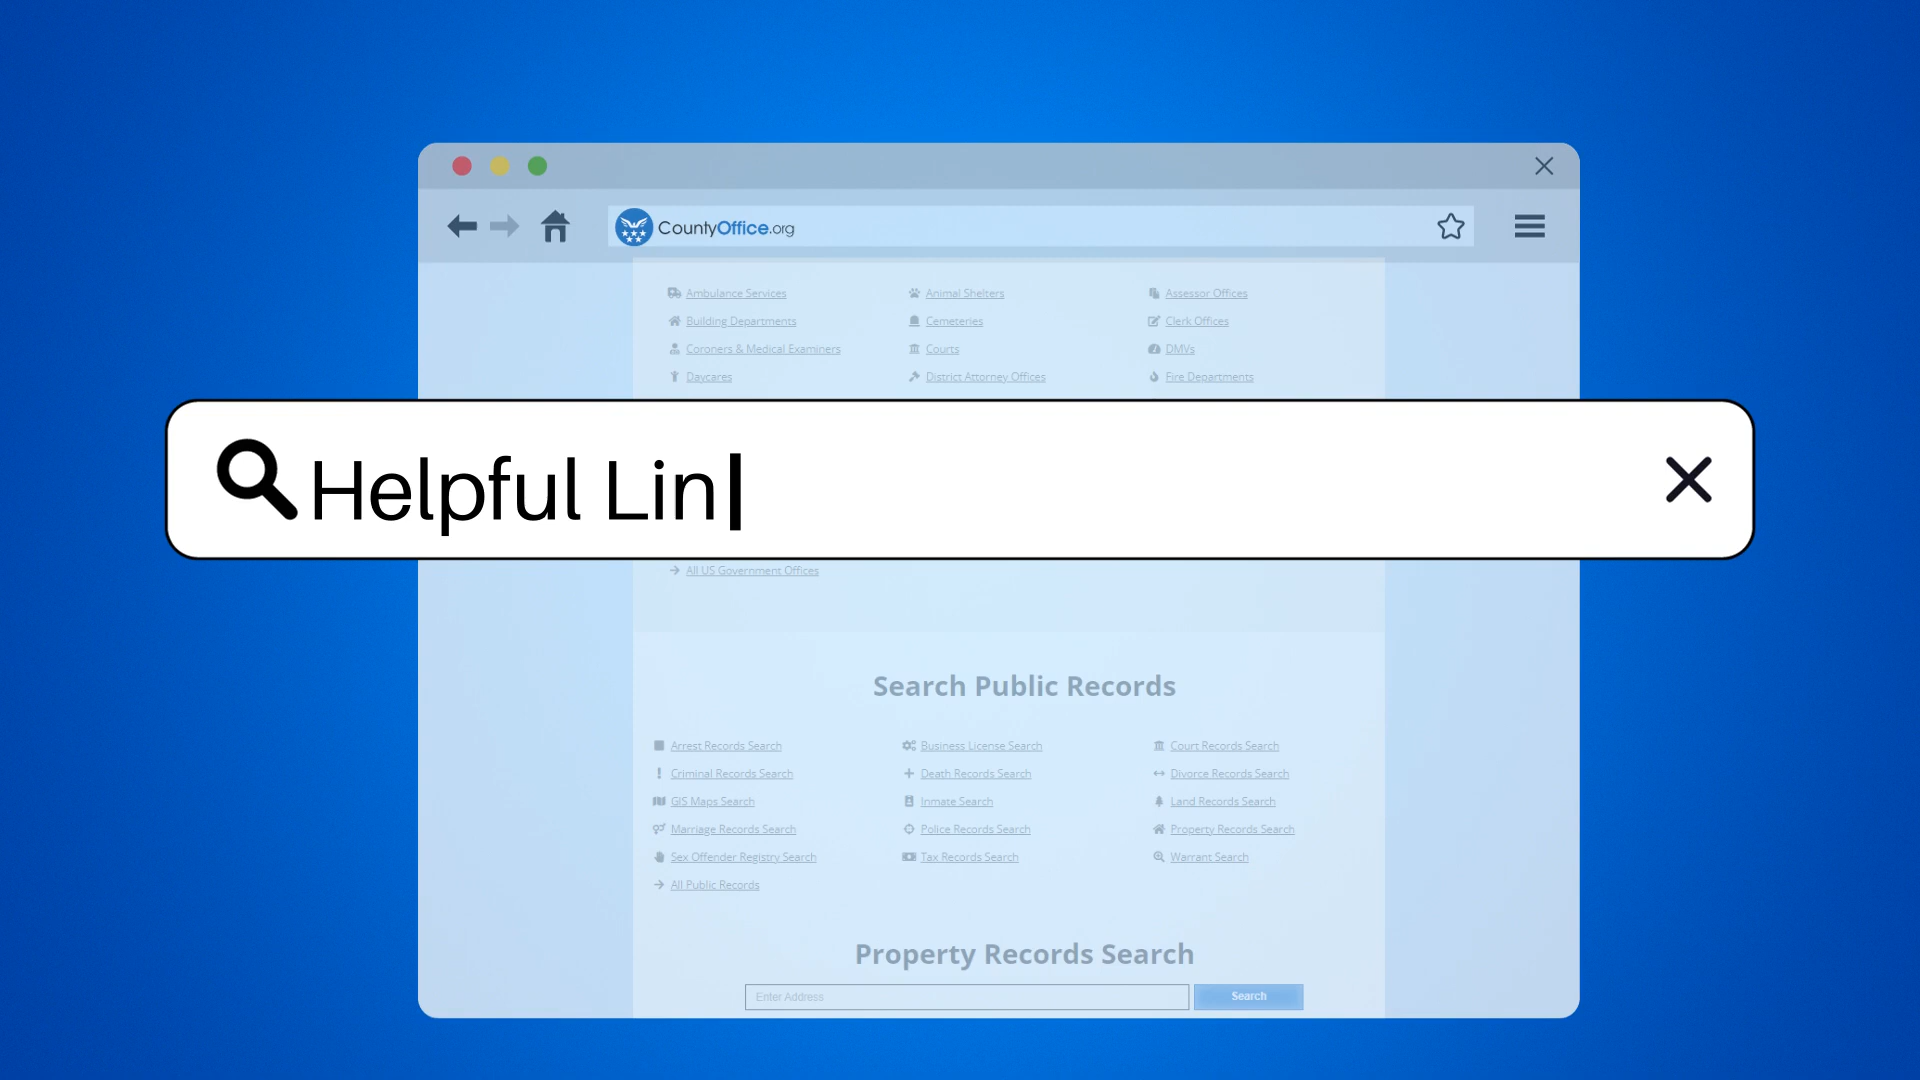 CountyOffice.org
Ambulance Services Animal Shelters Assessor Offices
Building Departments Cemeteries Clerk Offices
Coroners & Medical Examiners Courts DMVs
Daycares District Attorney Offices Fire Departments
Helpful Lin
All US Government Offices
Search Public Records
Arrest Records Search Business License Search Court Records Search
Criminal Records Search Death Records Search Divorce Records Search
GIS Maps Search Inmate Search Land Records Search
Marriage Records Search Police Records Search Property Records Search
Sex Offender Registry Search Tax Records Search Warrant Search
All Public Records
Property Records Search
Enter Address Search